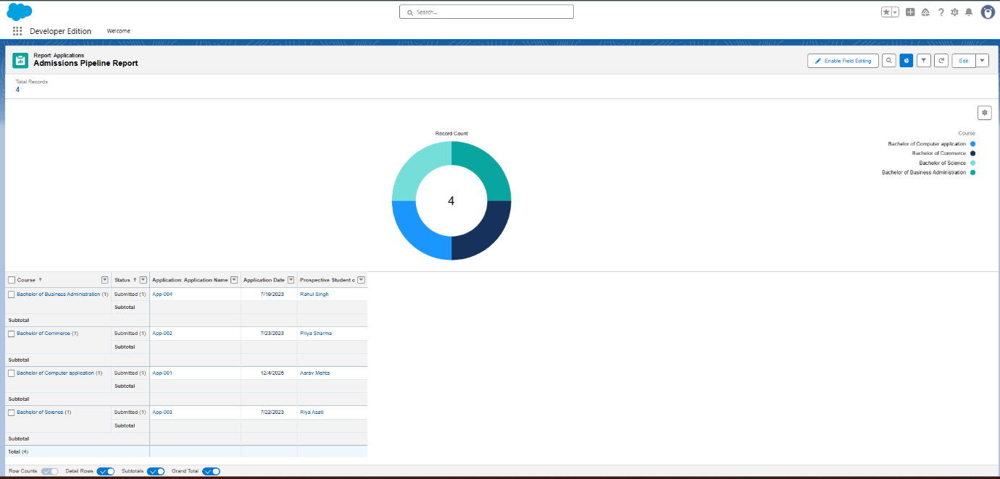 Search...
Developer Edition Welcome
Report: Applications
Admissions Pipeline Report
Enable Field Editing Edit
Total Records
4
Record Count
4
Course
Bachelor of Computer application
Bachelor of Commerce
Bachelor of Science
Bachelor of Business Administration
Course ↑ Status ↑ Application: Application Name Application Date Prospective Student c
Bachelor of Business Administration (1) Submitted (1) App-004 7/19/2023 Rahul Singh
Subtotal
Subtotal
Bachelor of Commerce (1) Submitted (1) App-002 7/23/2023 Priya Sharma
Subtotal
Subtotal
Bachelor of Computer application (1) Submitted (1) App-001 12/4/2025 Aarav Mehta
Subtotal
Subtotal
Bachelor of Science (1) Submitted (1) App-003 7/22/2023 Riya Asati
Subtotal
Subtotal
Total (4)
Row Counts Detail Rows Subtotals Grand Total